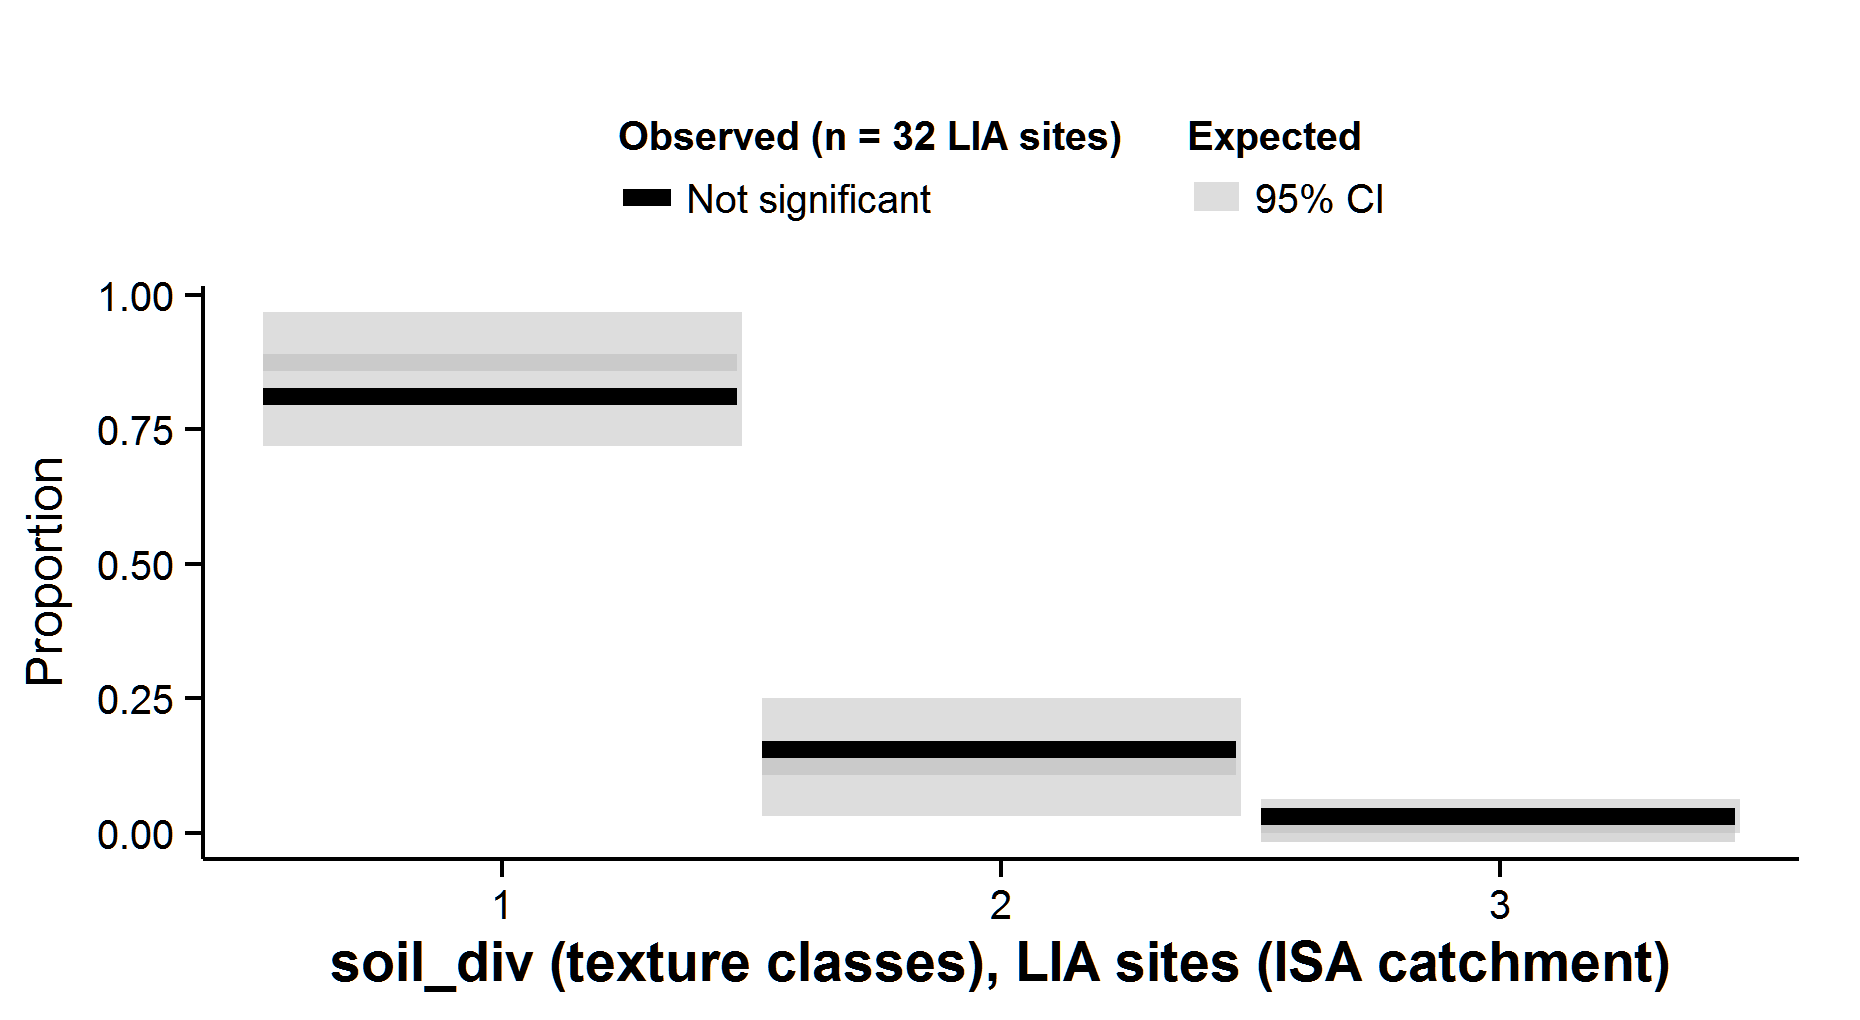 Observed (n = 32 LIA sites) Expected
Not significant 95% CI
1.00
0.75
0.50
0.25
0.00
Proportion
1 2 3
soil_div (texture classes), LIA sites (ISA catchment)